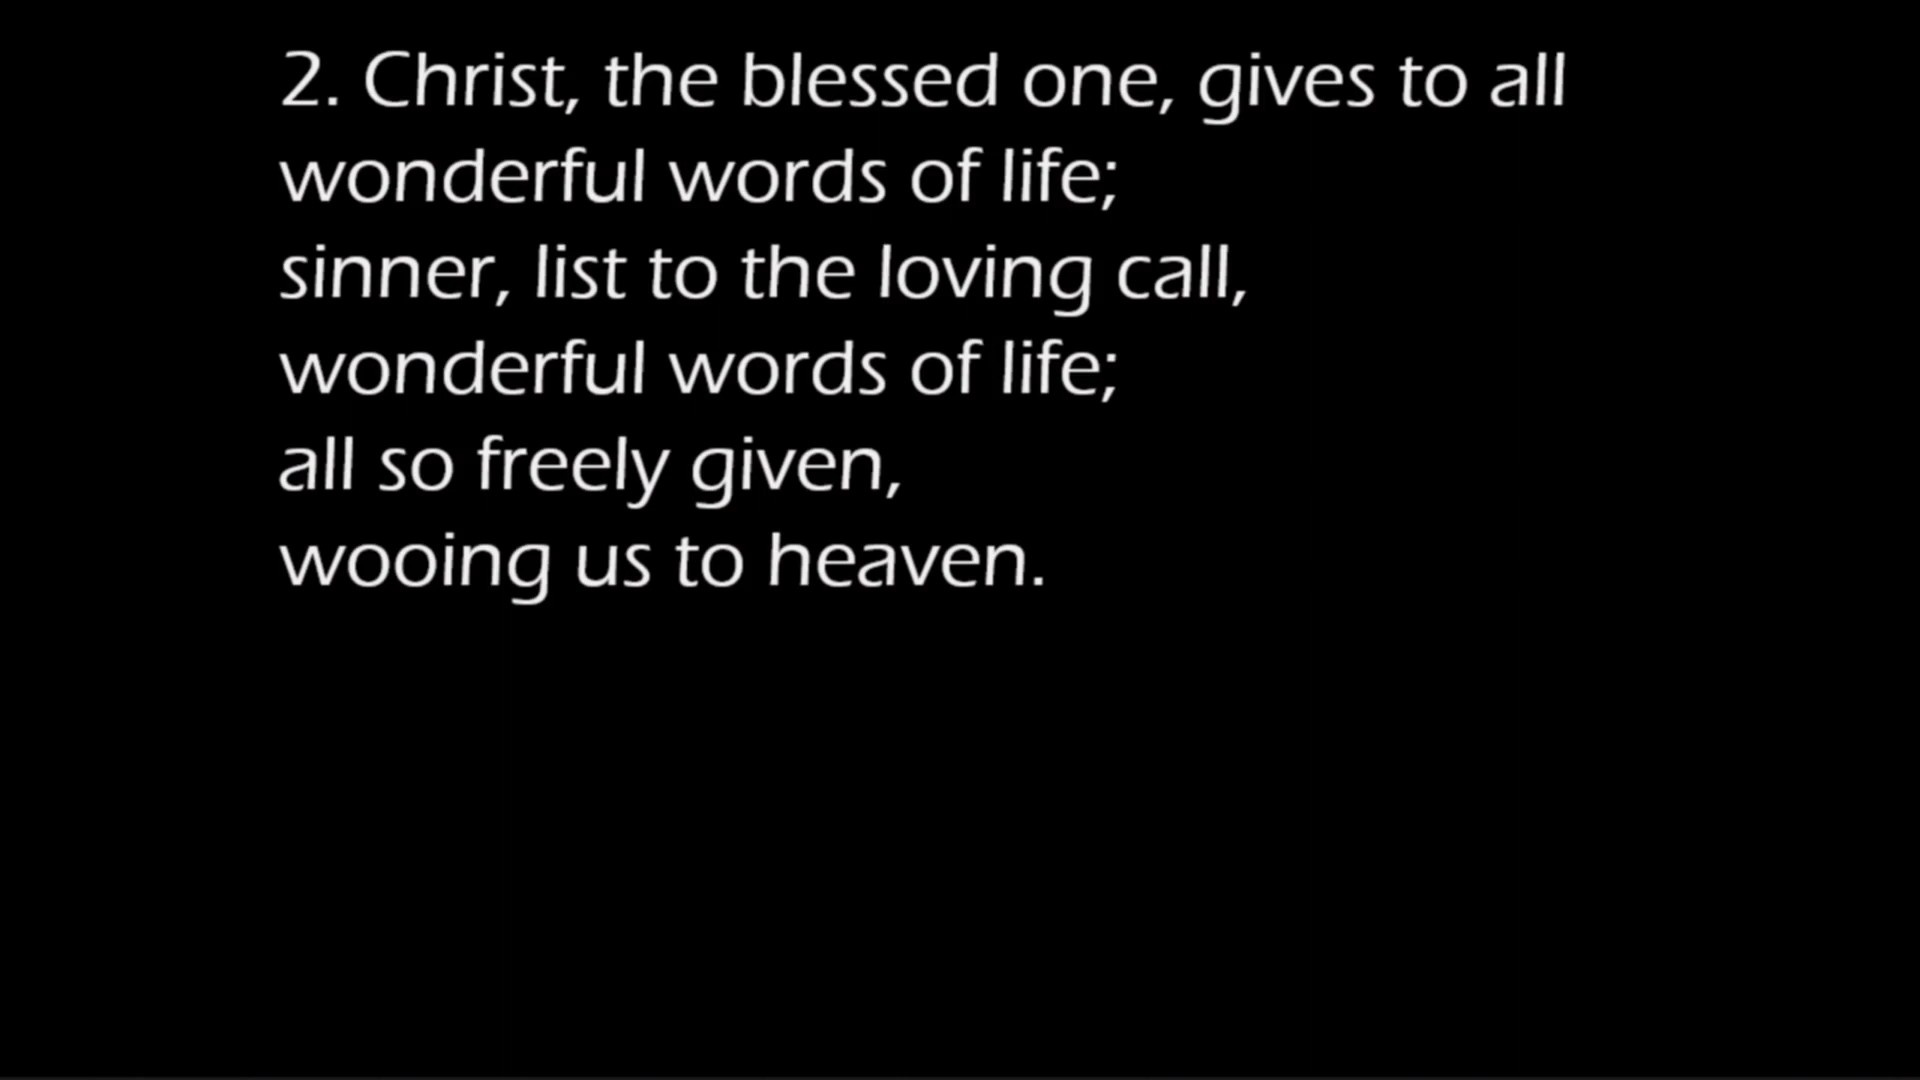 2. Christ, the blessed one, gives to all
wonderful words of life;
sinner, list to the loving call,
wonderful words of life;
all so freely given,
wooing us to heaven.